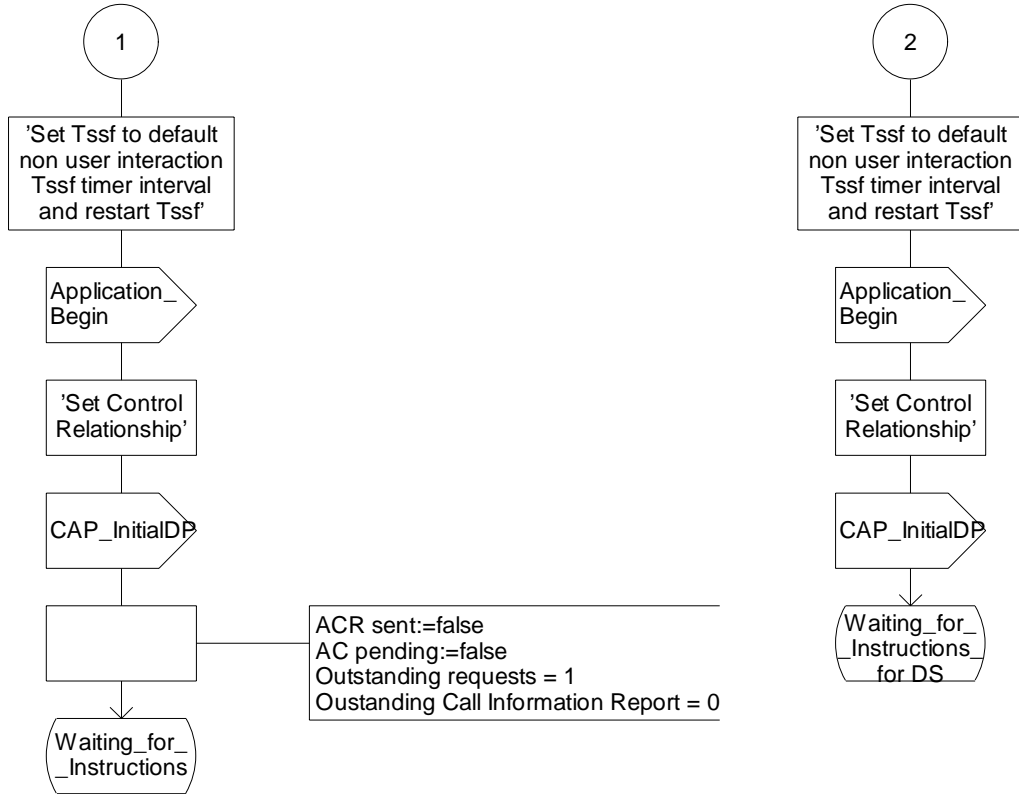 1
’Set Tssf to default
non user interaction
Tssf timer interval
and restart Tssf’
Application_
Begin
’Set Control
Relationship’
CAP_InitialDP
ACR sent:=false
AC pending:=false
Outstanding requests = 1
Oustanding Call Information Report = 0
Waiting_for_
_Instructions
2
’Set Tssf to default
non user interaction
Tssf timer interval
and restart Tssf’
Application_
Begin
’Set Control
Relationship’
CAP_InitialDP
Waiting_for_
_Instructions_
for DS